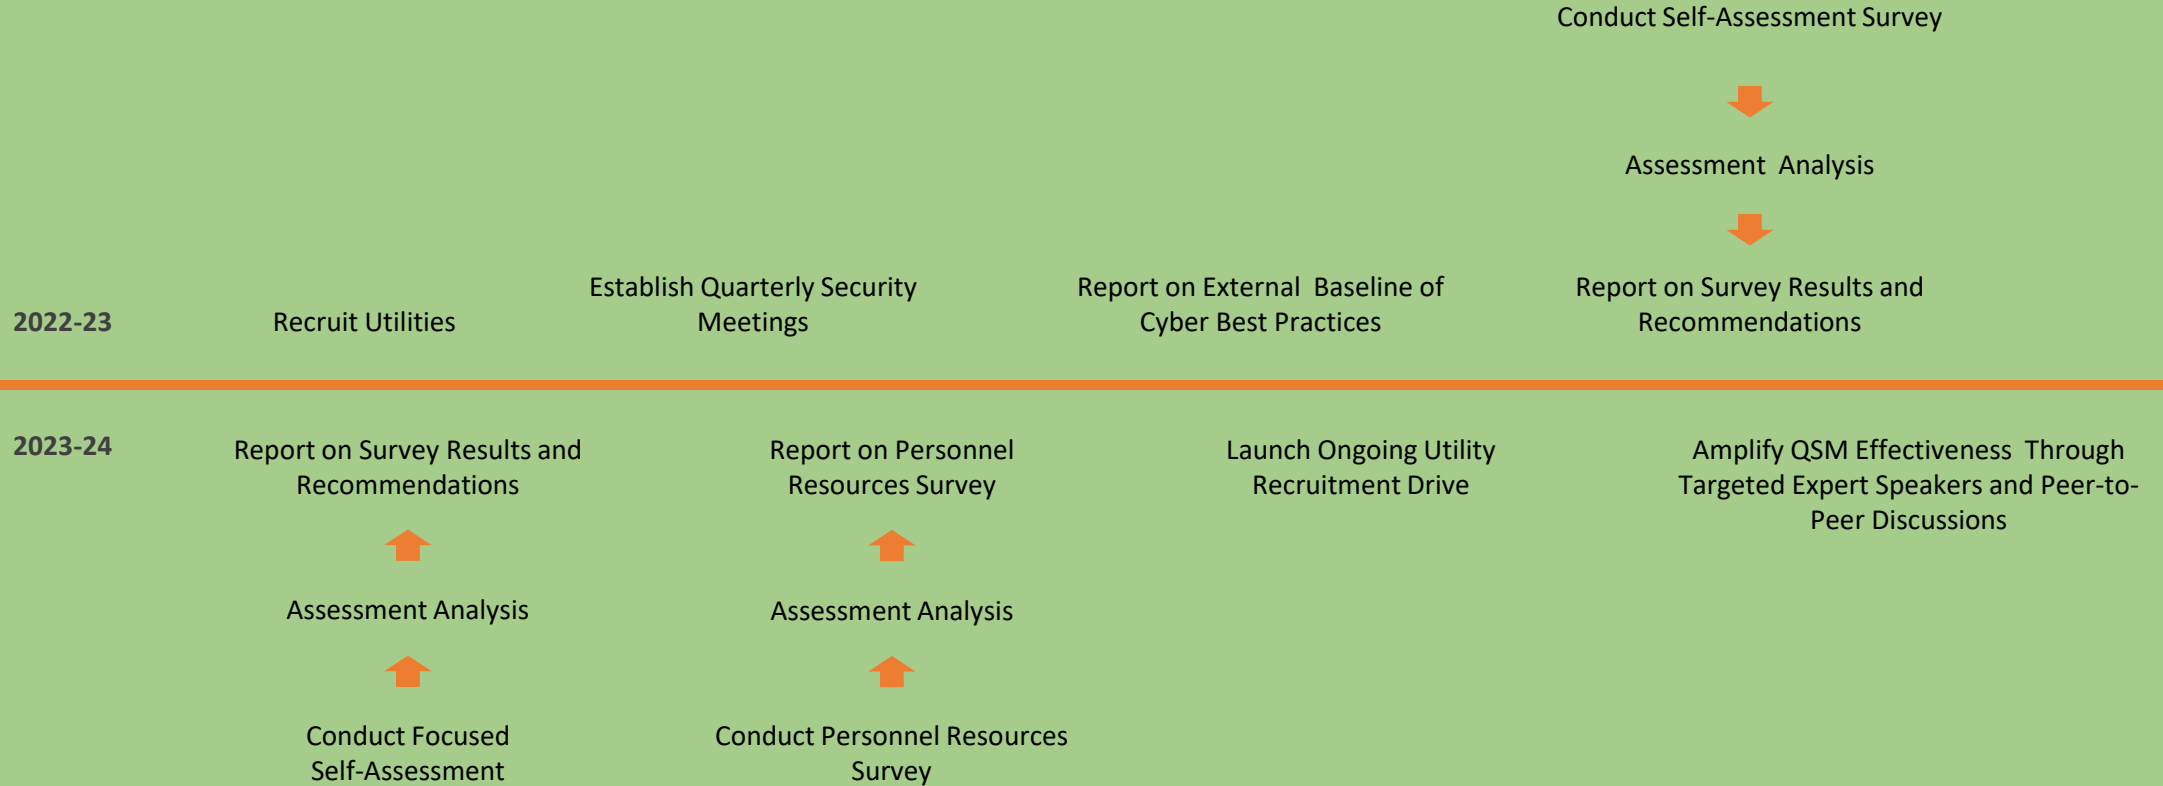 Conduct Self-Assessment Survey
Assessment Analysis
2022-23
Recruit Utilities
Establish Quarterly Security
Meetings
Report on External Baseline of
Cyber Best Practices
Report on Survey Results and
Recommendations
2023-24
Report on Survey Results and
Recommendations
Report on Personnel
Resources Survey
Launch Ongoing Utility
Recruitment Drive
Amplify QSM Effectiveness Through
Targeted Expert Speakers and Peer-to-
Peer Discussions
Assessment Analysis
Assessment Analysis
Conduct Focused
Self-Assessment
Conduct Personnel Resources
Survey